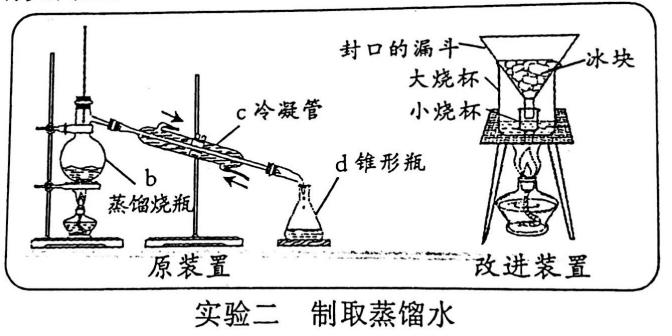 封口的漏斗
冰块
大烧杯
小烧杯
c冷凝管
d锥形瓶
b
蒸馏烧瓶
原装置
改进装置
实验二 制取蒸馏水